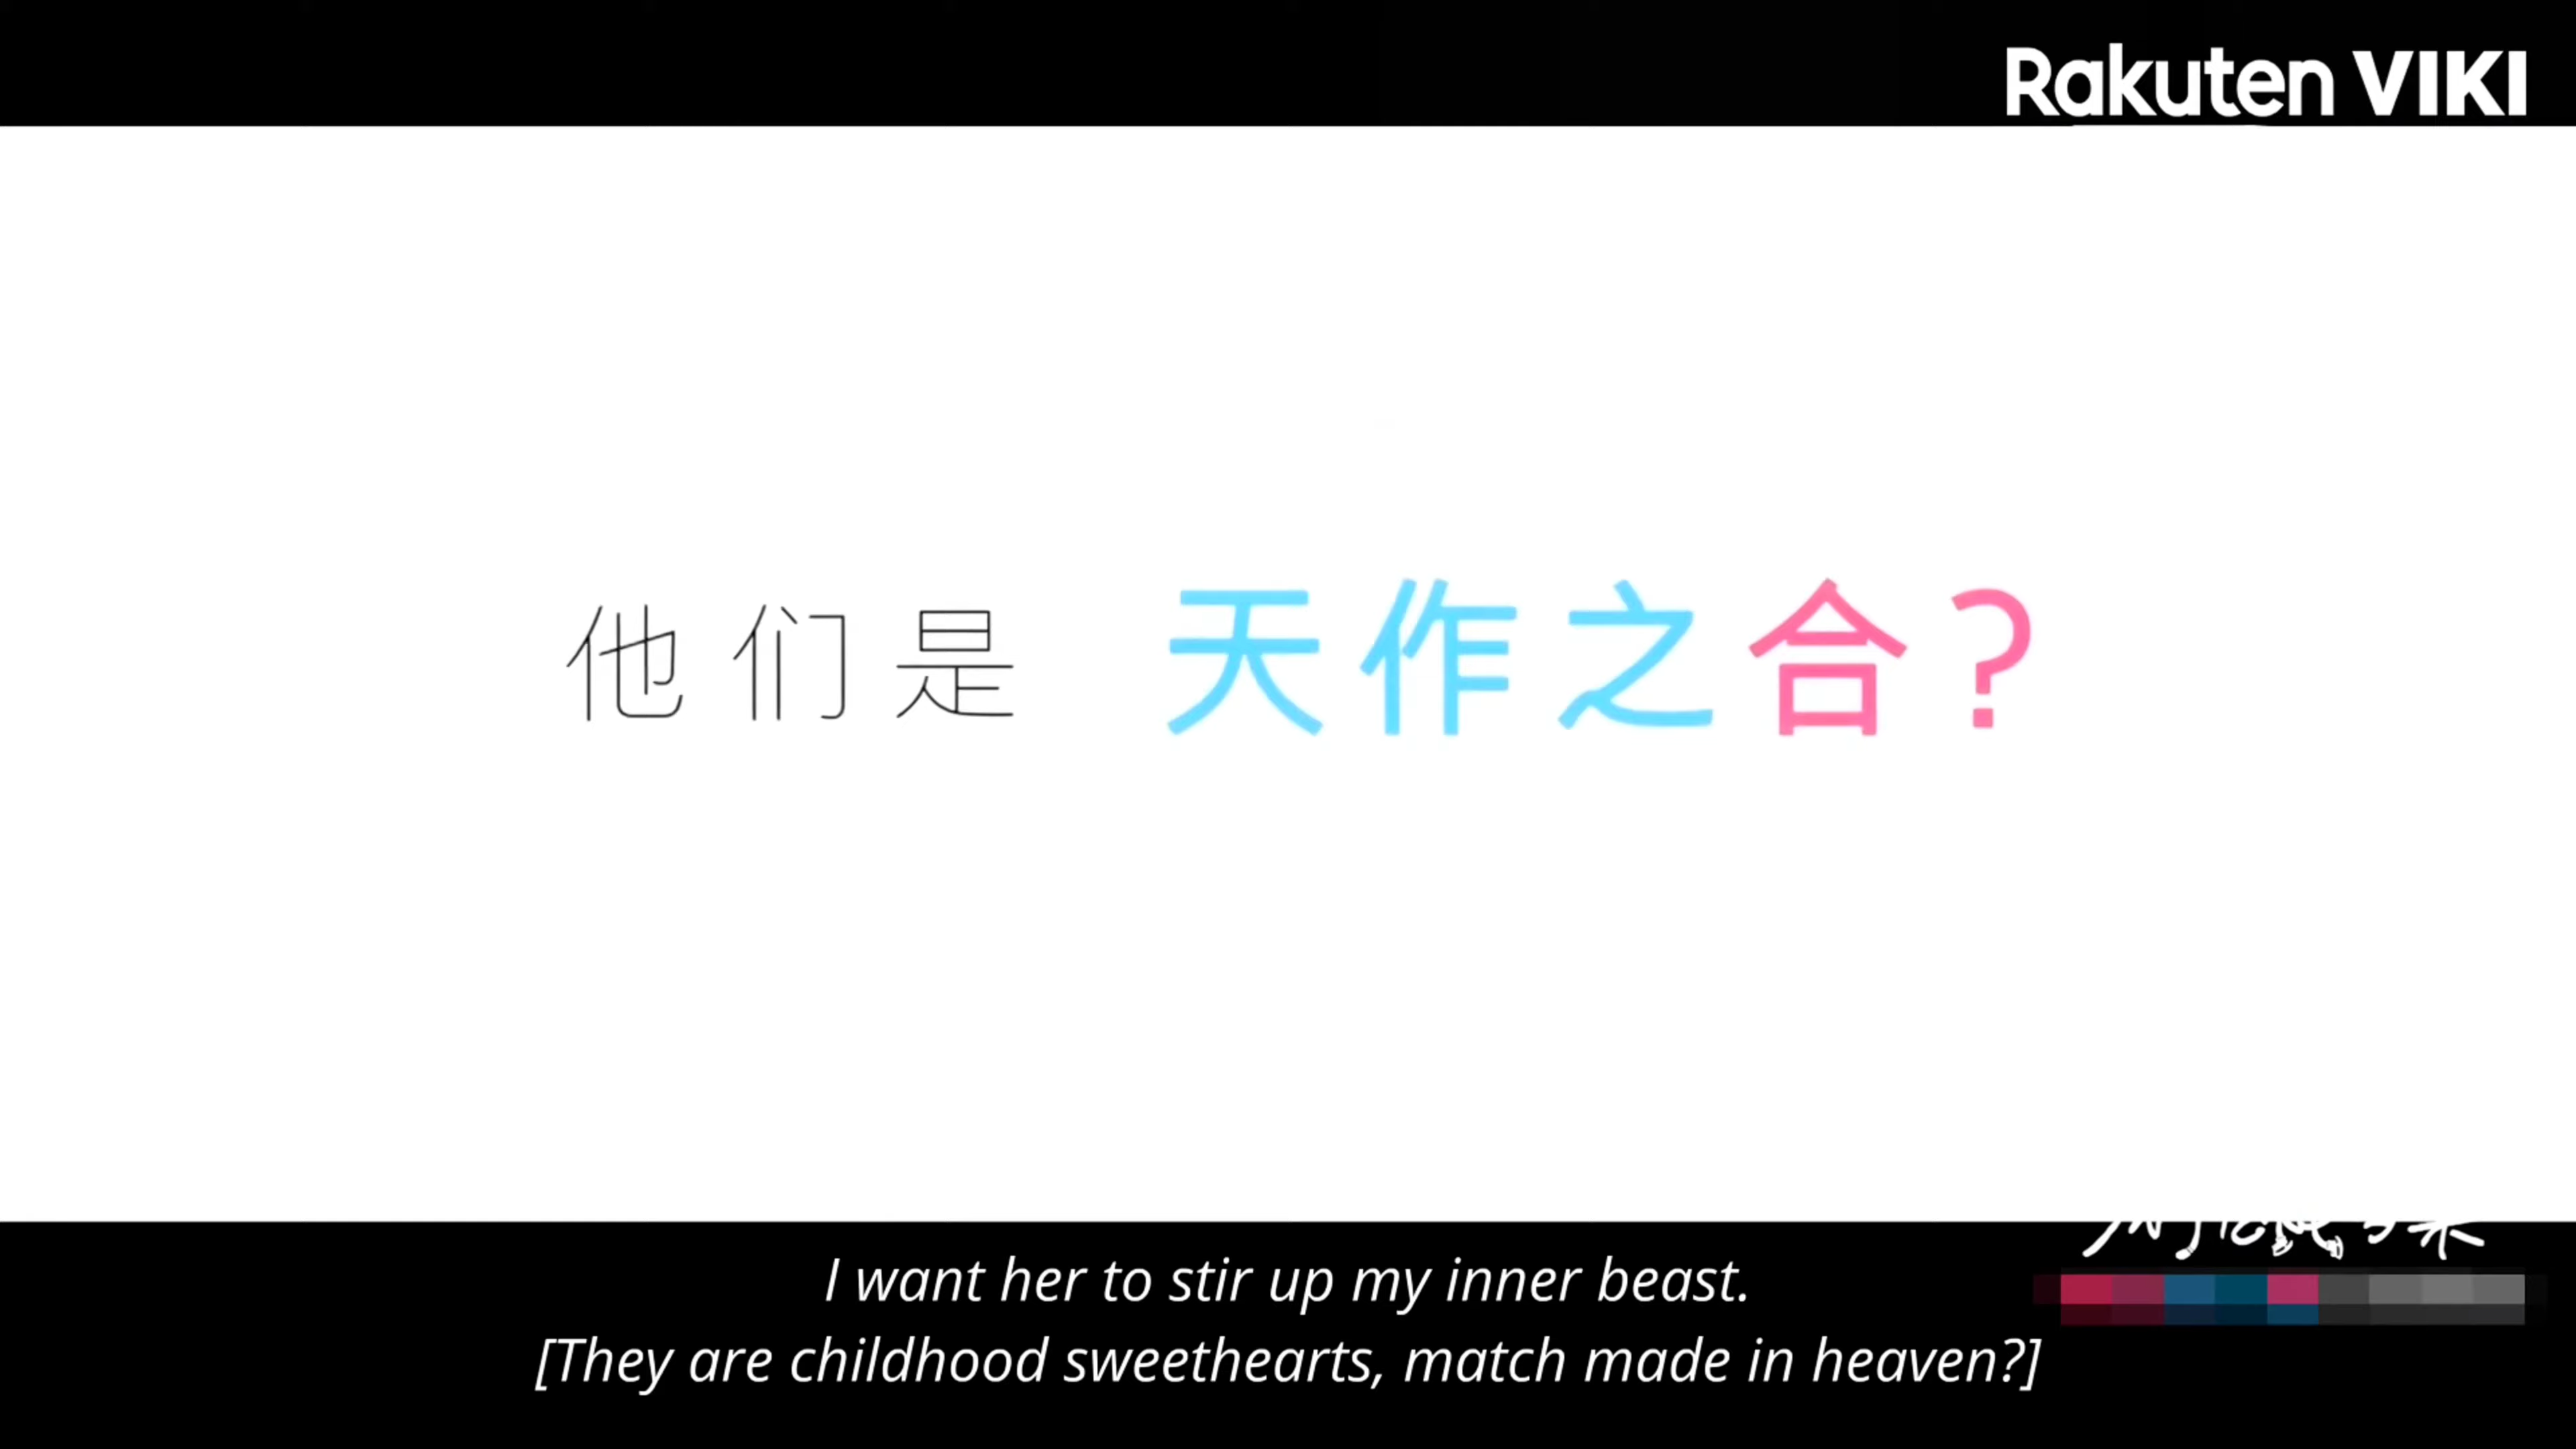 Rakuten VIKI
他们是 天作之合?
I want her to stir up my inner beast.
[They are childhood sweethearts, match made in heaven?]